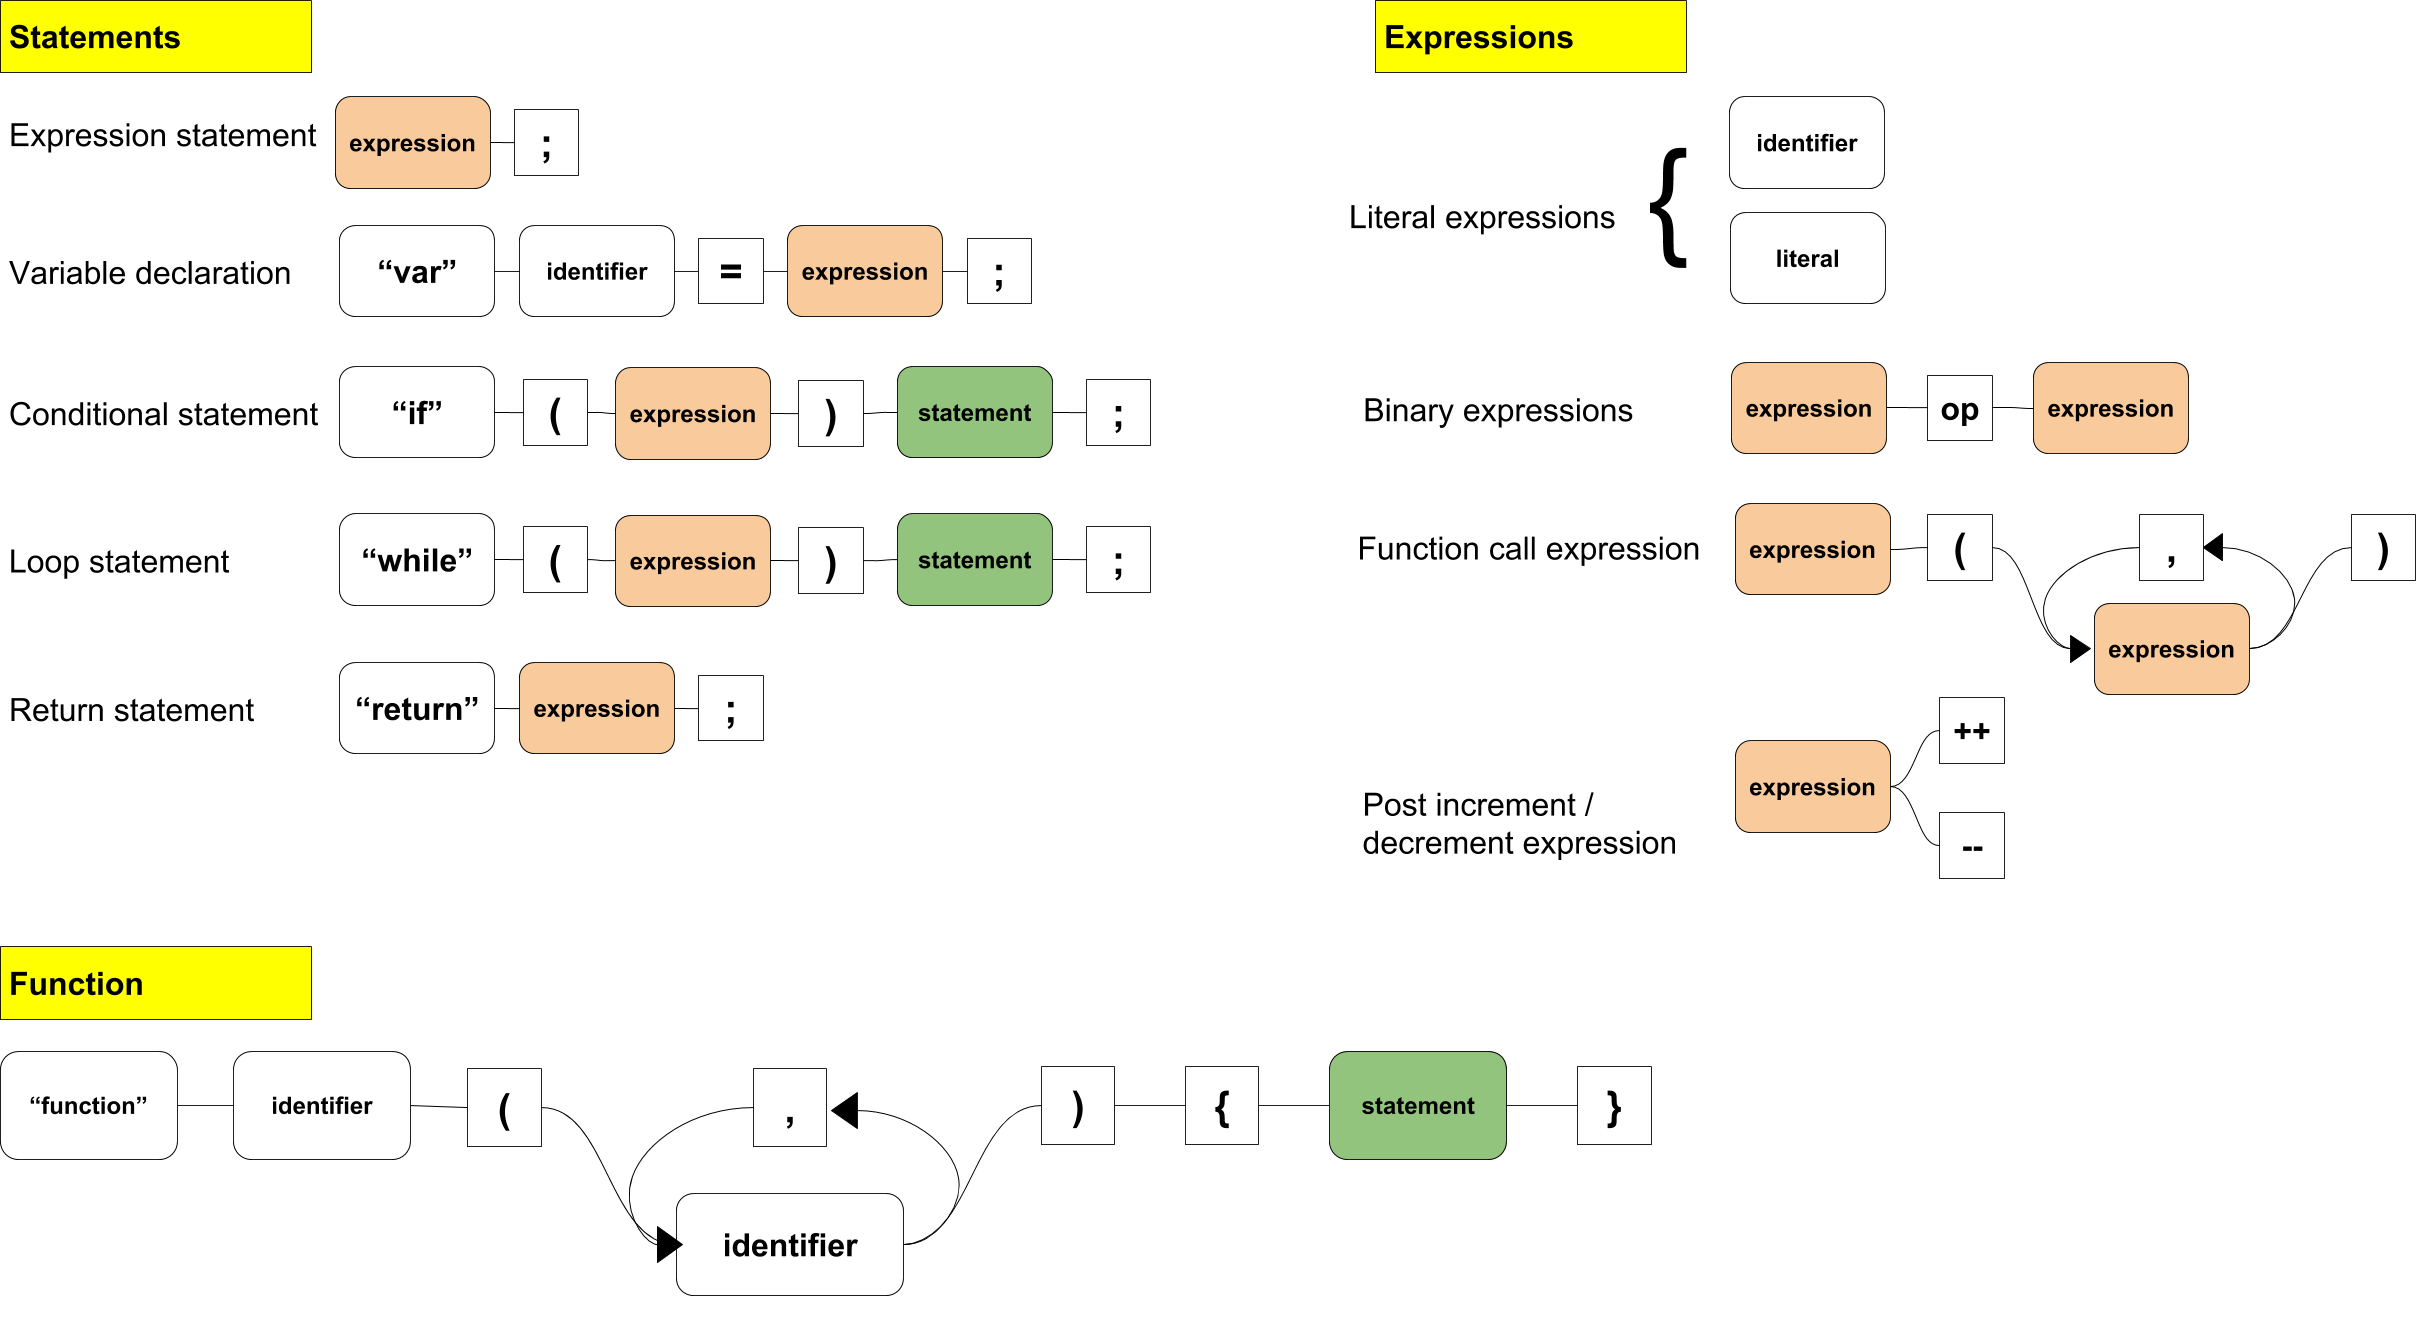 Statements
Expression statement expression ;
Variable declaration “var” identifier = expression ;
Conditional statement “if” ( expression ) statement ;
Loop statement “while” ( expression ) statement ;
Return statement “return” expression ;
Expressions
identifier
Literal expressions {
literal
Binary expressions expression op expression
Function call expression expression ( , )
expression
++
expression
Post increment /
decrement expression
--
Function
“function” identifier ( , ) { statement }
identifier